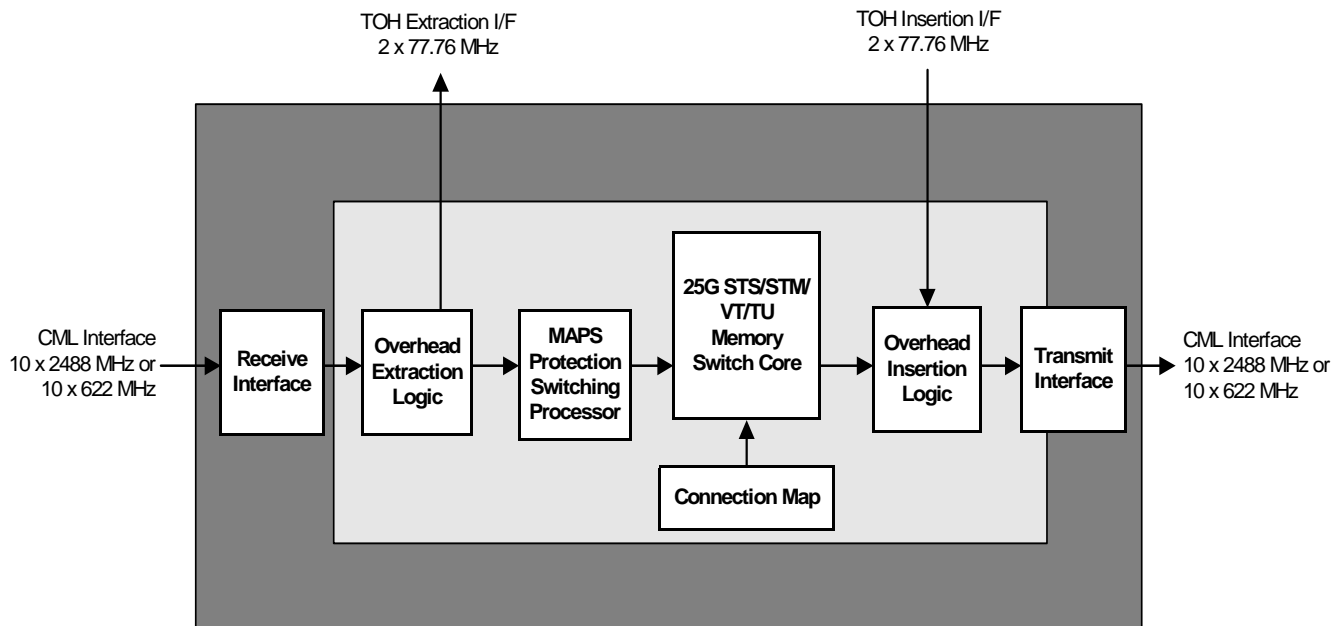 TOH Extraction I/F
2 x 77.76 MHz
TOH Insertion I/F
2 x 77.76 MHz
CML Interface
10 x 2488 MHz or
10 x 622 MHz
Receive
Interface
Overhead
Extraction
Logic
MAPS
Protection
Switching
Processor
25G STS/STM/
VT/TU
Memory
Switch Core
Connection Map
Overhead
Insertion
Logic
Transmit
Interface
CML Interface
10 x 2488 MHz or
10 x 622 MHz